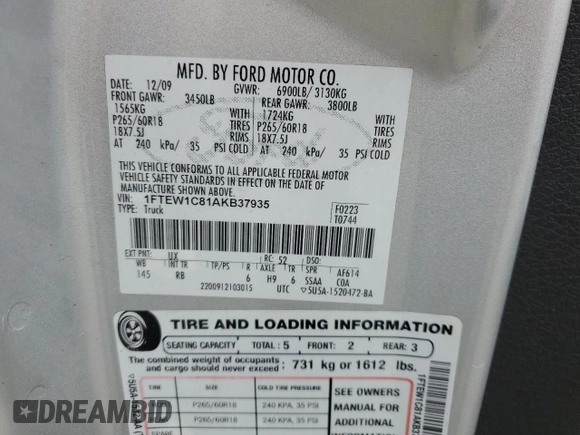 MFD. BY FORD MOTOR CO.
DATE: 12/09 GVWR: 6900LB/ 3130KG
FRONT GAWR: 3450LB REAR GAWR: 3800LB
1565KG WITH 1724KG WITH
P265/60R18 TIRES P265/60R18 TIRES
18X7.5J RIMS 18X7.5J RIMS
AT 240 kPa/ 35 PSI COLD AT 240 kPa/ 35 PSI COLD
THIS VEHICLE CONFORMS TO ALL APPLICABLE FEDERAL MOTOR
VEHICLE SAFETY STANDARDS IN EFFECT ON THE DATE OF
MANUFACTURE SHOWN ABOVE.
VIN: 1FTEW1C81AKB37935 F0223
TYPE: Truck T0744
EXT PNT: UX RC: 52 DSO:
WB INT TR TP/PS R AXLE TR SPR AF614
145 RB 6 H9 6 SSAA C0A
2200912103015 UTC 5U5A-1520472-BA
TIRE AND LOADING INFORMATION
SEATING CAPACITY TOTAL: 5 FRONT: 2 REAR: 3
The combined weight of occupants
and cargo should never exceed: 731 kg or 1612 lbs.
TIRE SIZE COLD TIRE PRESSURE SEE OWNERS
P265/60R18 240 KPA, 35 PSI MANUAL FOR
P265/60R18 240 KPA, 35 PSI ADDITIONAL
SPARE INFORMATION
DREAMBID